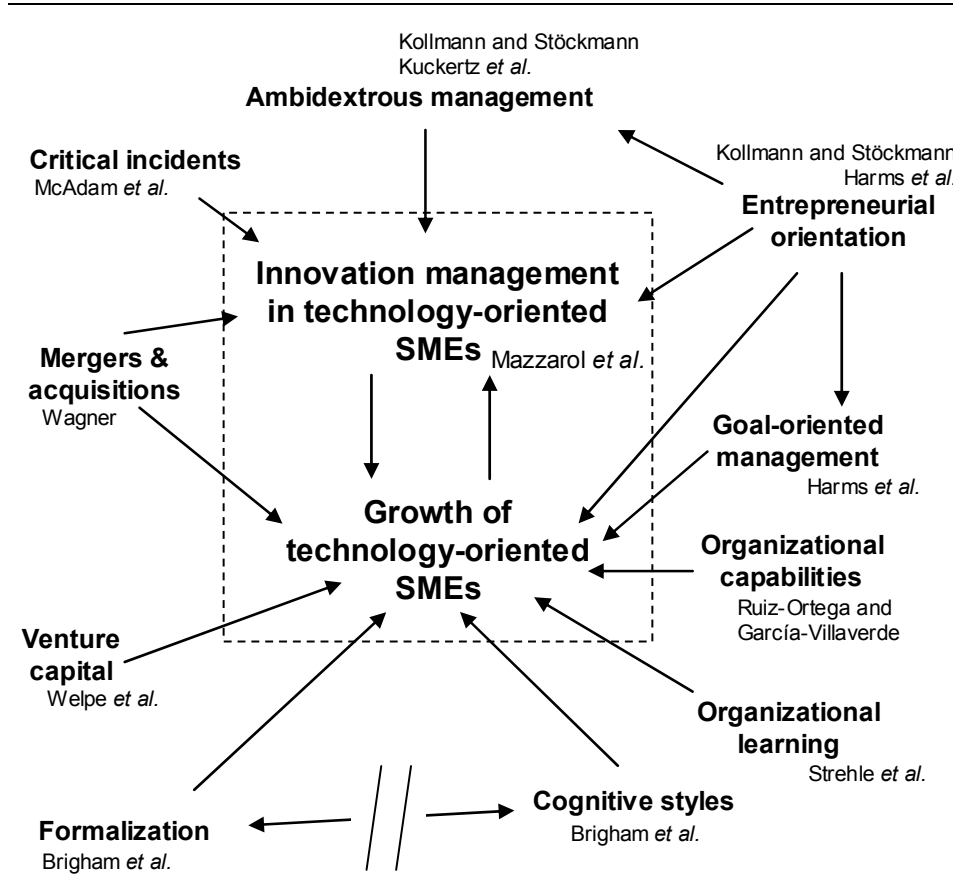 Kollmann and Stöckmann
Kuckertz et al.
Ambidextrous management
Critical incidents
McAdam et al.
Kollmann and Stöckmann
Harms et al.
Entrepreneurial
orientation
Innovation management
in technology-oriented
SMEs Mazzarol et al.
Mergers &
acquisitions
Wagner
Goal-oriented
management
Harms et al.
Growth of
technology-oriented
SMEs
Organizational
capabilities
Ruiz-Ortega and
García-Villaverde
Venture
capital
Welpe et al.
Organizational
learning
Strehle et al.
Cognitive styles
Brigham et al.
Formalization
Brigham et al.